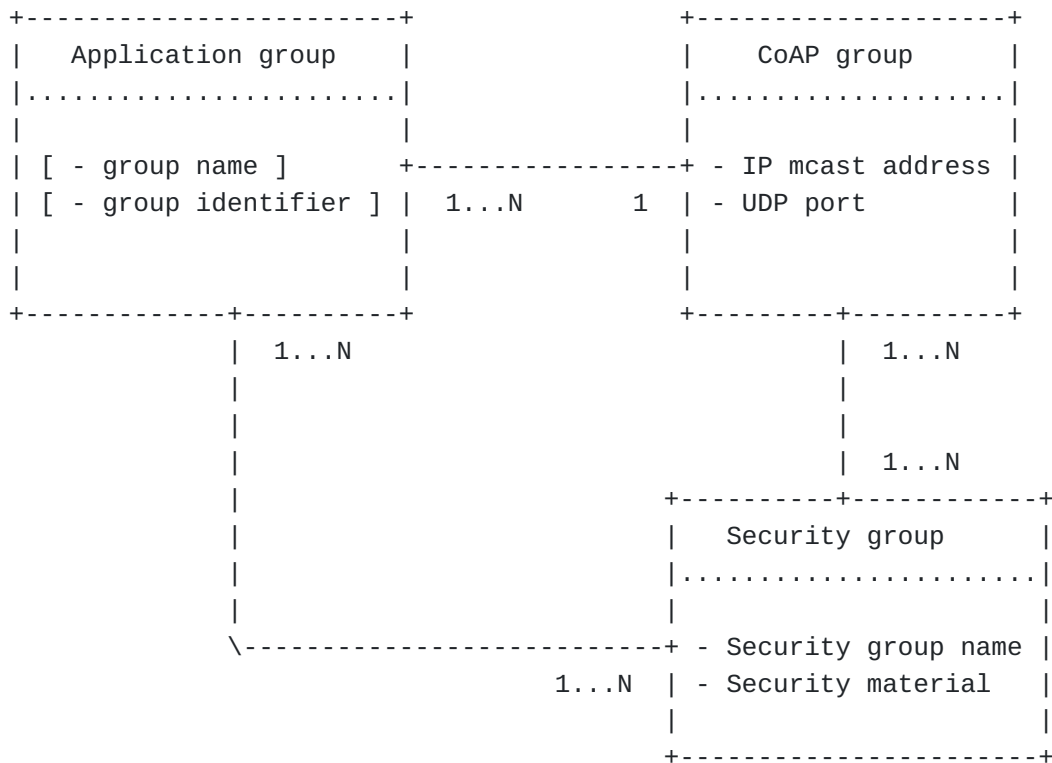 +------------------------+                 +--------------------+
|    Application group    |                 |     CoAP group      |
|........................|                 |....................|
|                        |                 |                    |
| [ - group name ]       +-----------------+ - IP mcast address |
| [ - group identifier ] |  1...N       1  | - UDP port         |
|                        |                 |                    |
|                        |                 |                    |
+-------------+----------+                 +---------+----------+
              |  1...N                               |  1...N
              |                                      |
              |                                      |
              |                                      |  1...N
              |                           +----------+------------+
              |                           |   Security group      |
              |                           |.......................|
              |                           |                       |
              \---------------------------+ - Security group name |
                                   1...N  | - Security material   |
                                          |                       |
                                          +-----------------------+